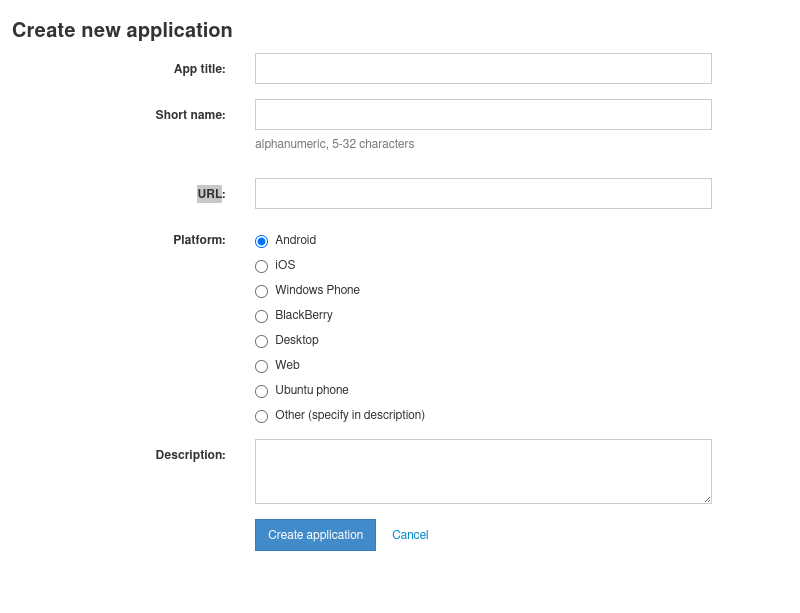 Create new application
App title:
Short name:
alphanumeric, 5-32 characters
URL:
Platform:
Android
iOS
Windows Phone
BlackBerry
Desktop
Web
Ubuntu phone
Other (specify in description)
Description:
Create application
Cancel